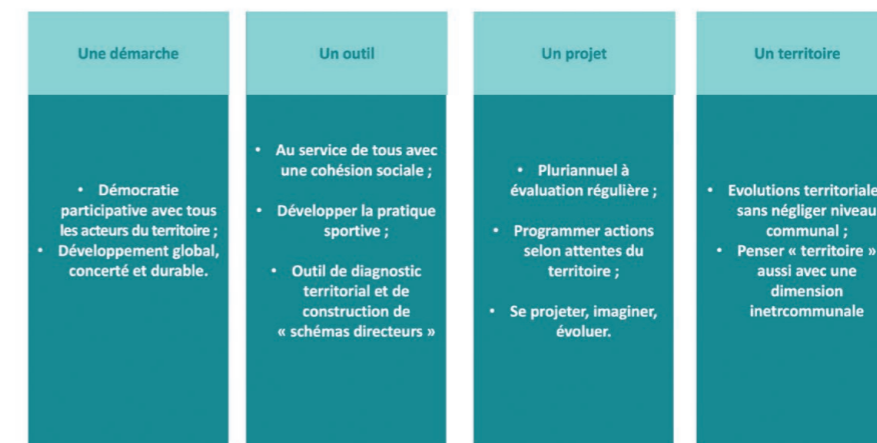 Une démarche
• Démocratie
participative avec tous
les acteurs du territoire ;
• Développement global,
concerté et durable.
Un outil
• Au service de tous avec
une cohésion sociale ;
• Développer la pratique
sportive ;
• Outil de diagnostic
territorial et de
construction de
« schémas directeurs »
Un projet
• Pluriannuel à
évaluation régulière ;
• Programmer actions
selon attentes du
territoire ;
• Se projeter, imaginer,
évoluer.
Un territoire
• Evolutions territoriale
sans négliger niveau
communal ;
• Penser « territoire »
aussi avec une
dimension
inetrcommunale